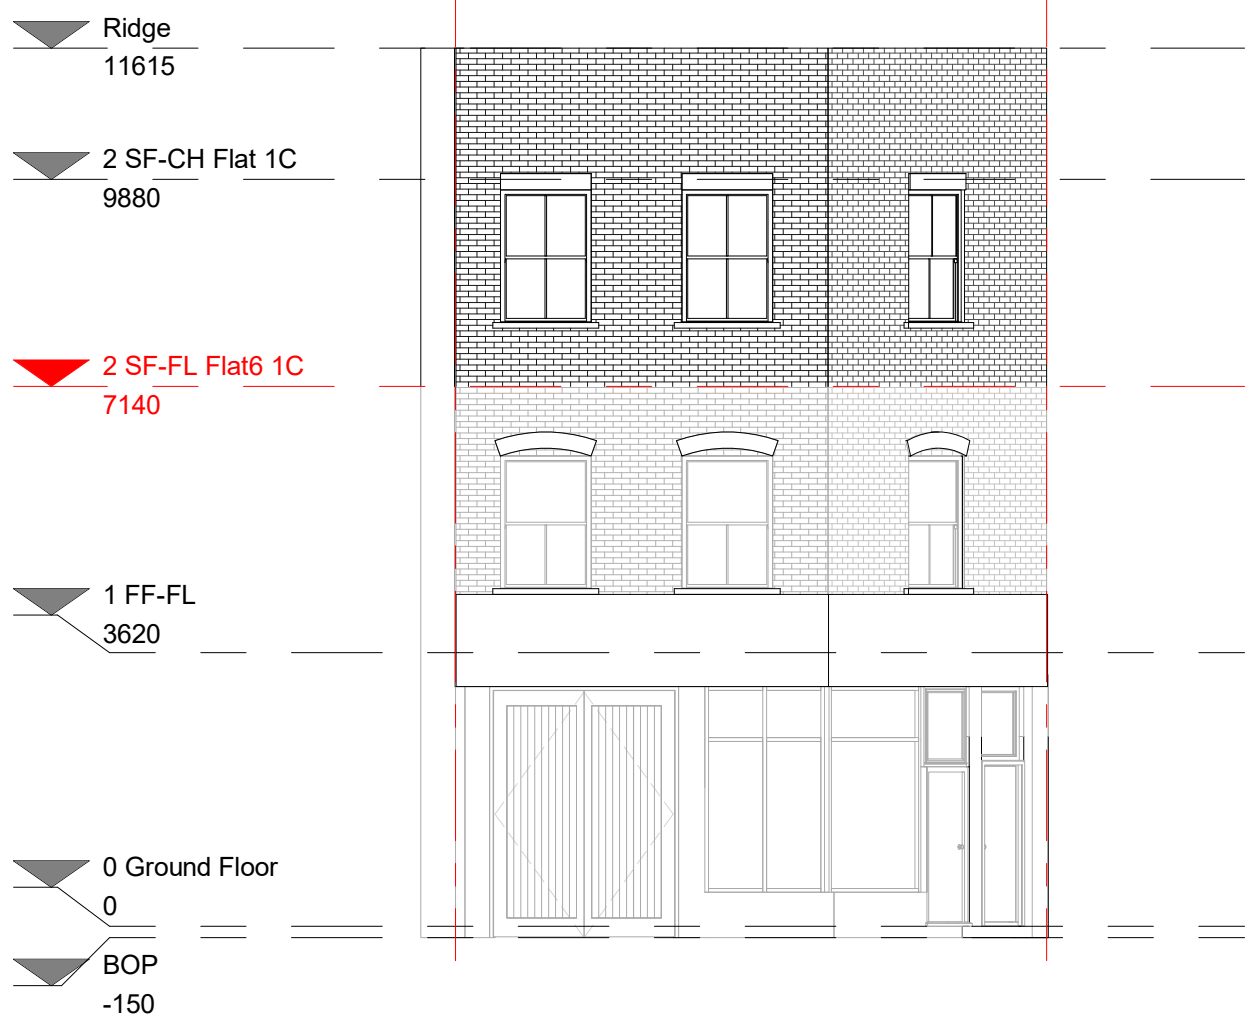 Ridge
11615
2 SF-CH Flat 1C
9880
2 SF-FL Flat6 1C
7140
1 FF-FL
3620
0 Ground Floor
0
BOP
-150